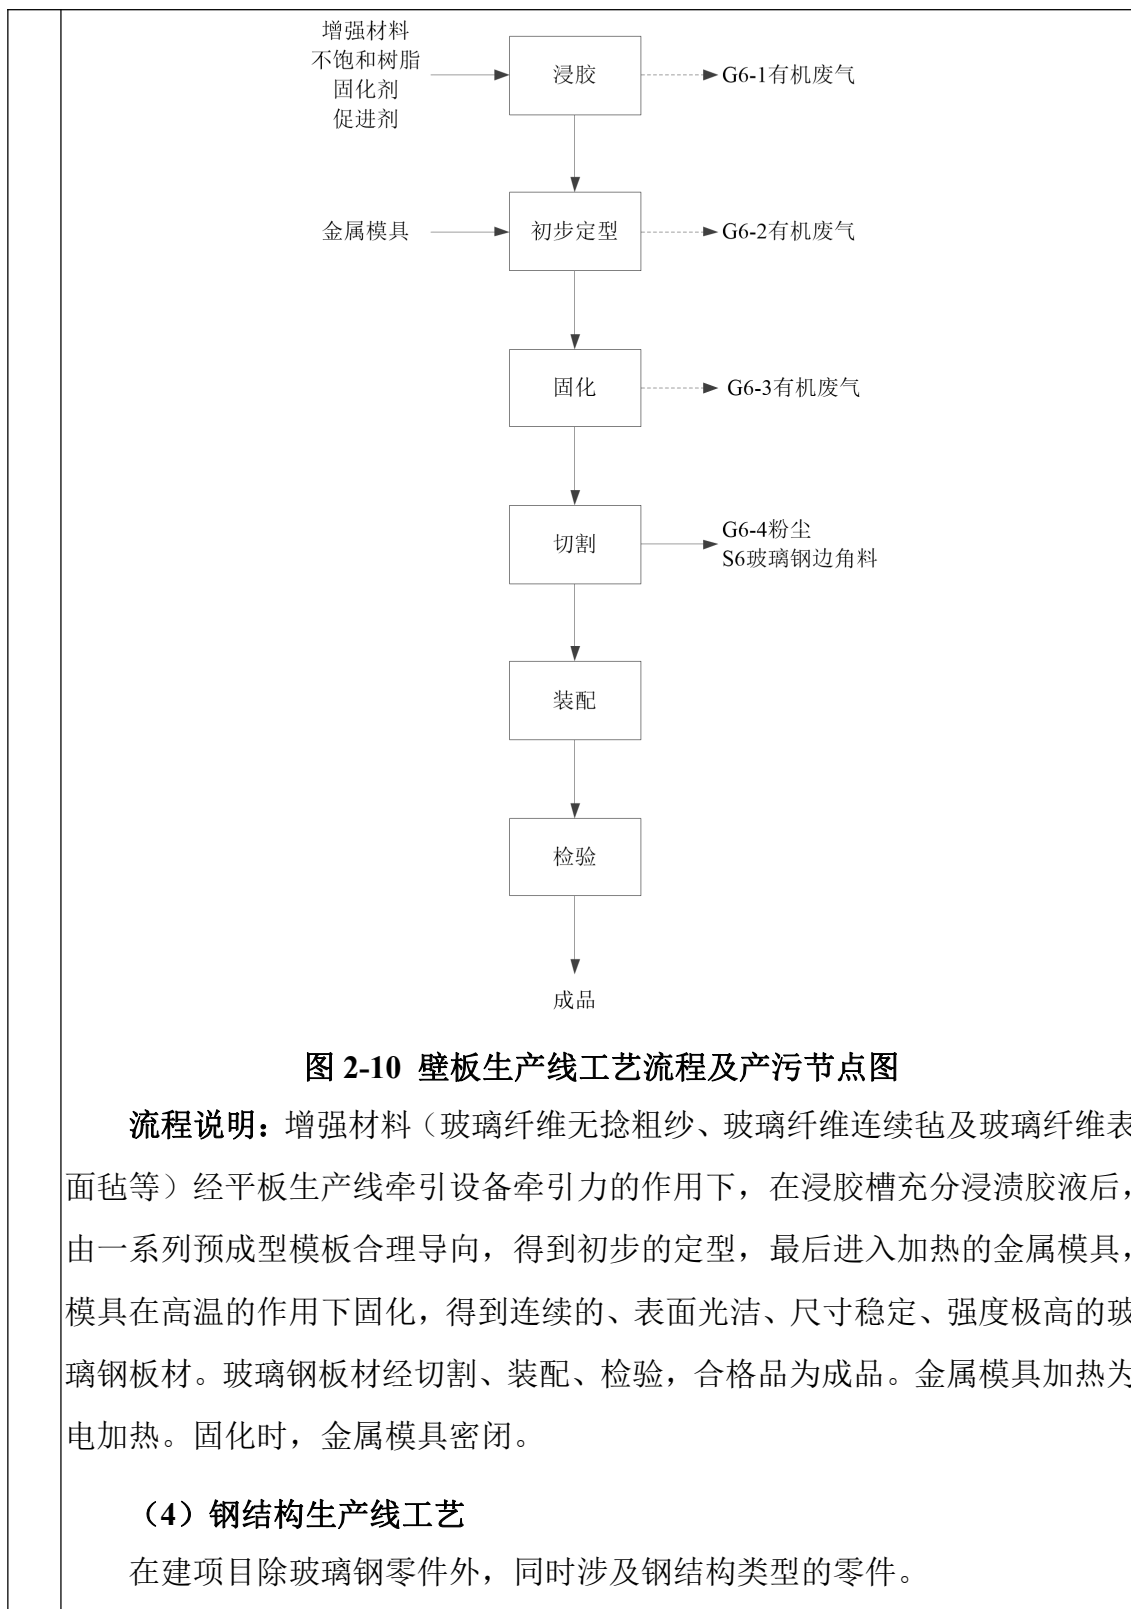 增强材料
不饱和树脂
固化剂
促进剂
浸胶
G6-1有机废气
金属模具
初步定型
G6-2有机废气
固化
G6-3有机废气
切割
G6-4粉尘
S6玻璃钢边角料
装配
检验
成品
图 2-10 壁板生产线工艺流程及产污节点图
流程说明：增强材料（玻璃纤维无捻粗纱、玻璃纤维连续毡及玻璃纤维表
面毡等）经平板生产线牵引设备牵引力的作用下，在浸胶槽充分浸渍胶液后，
由一系列预成型模板合理导向，得到初步的定型，最后进入加热的金属模具，
模具在高温的作用下固化，得到连续的、表面光洁、尺寸稳定、强度极高的玻
璃钢板材。玻璃钢板材经切割、装配、检验，合格品为成品。金属模具加热为
电加热。固化时，金属模具密闭。
（4）钢结构生产线工艺
在建项目除玻璃钢零件外，同时涉及钢结构类型的零件。